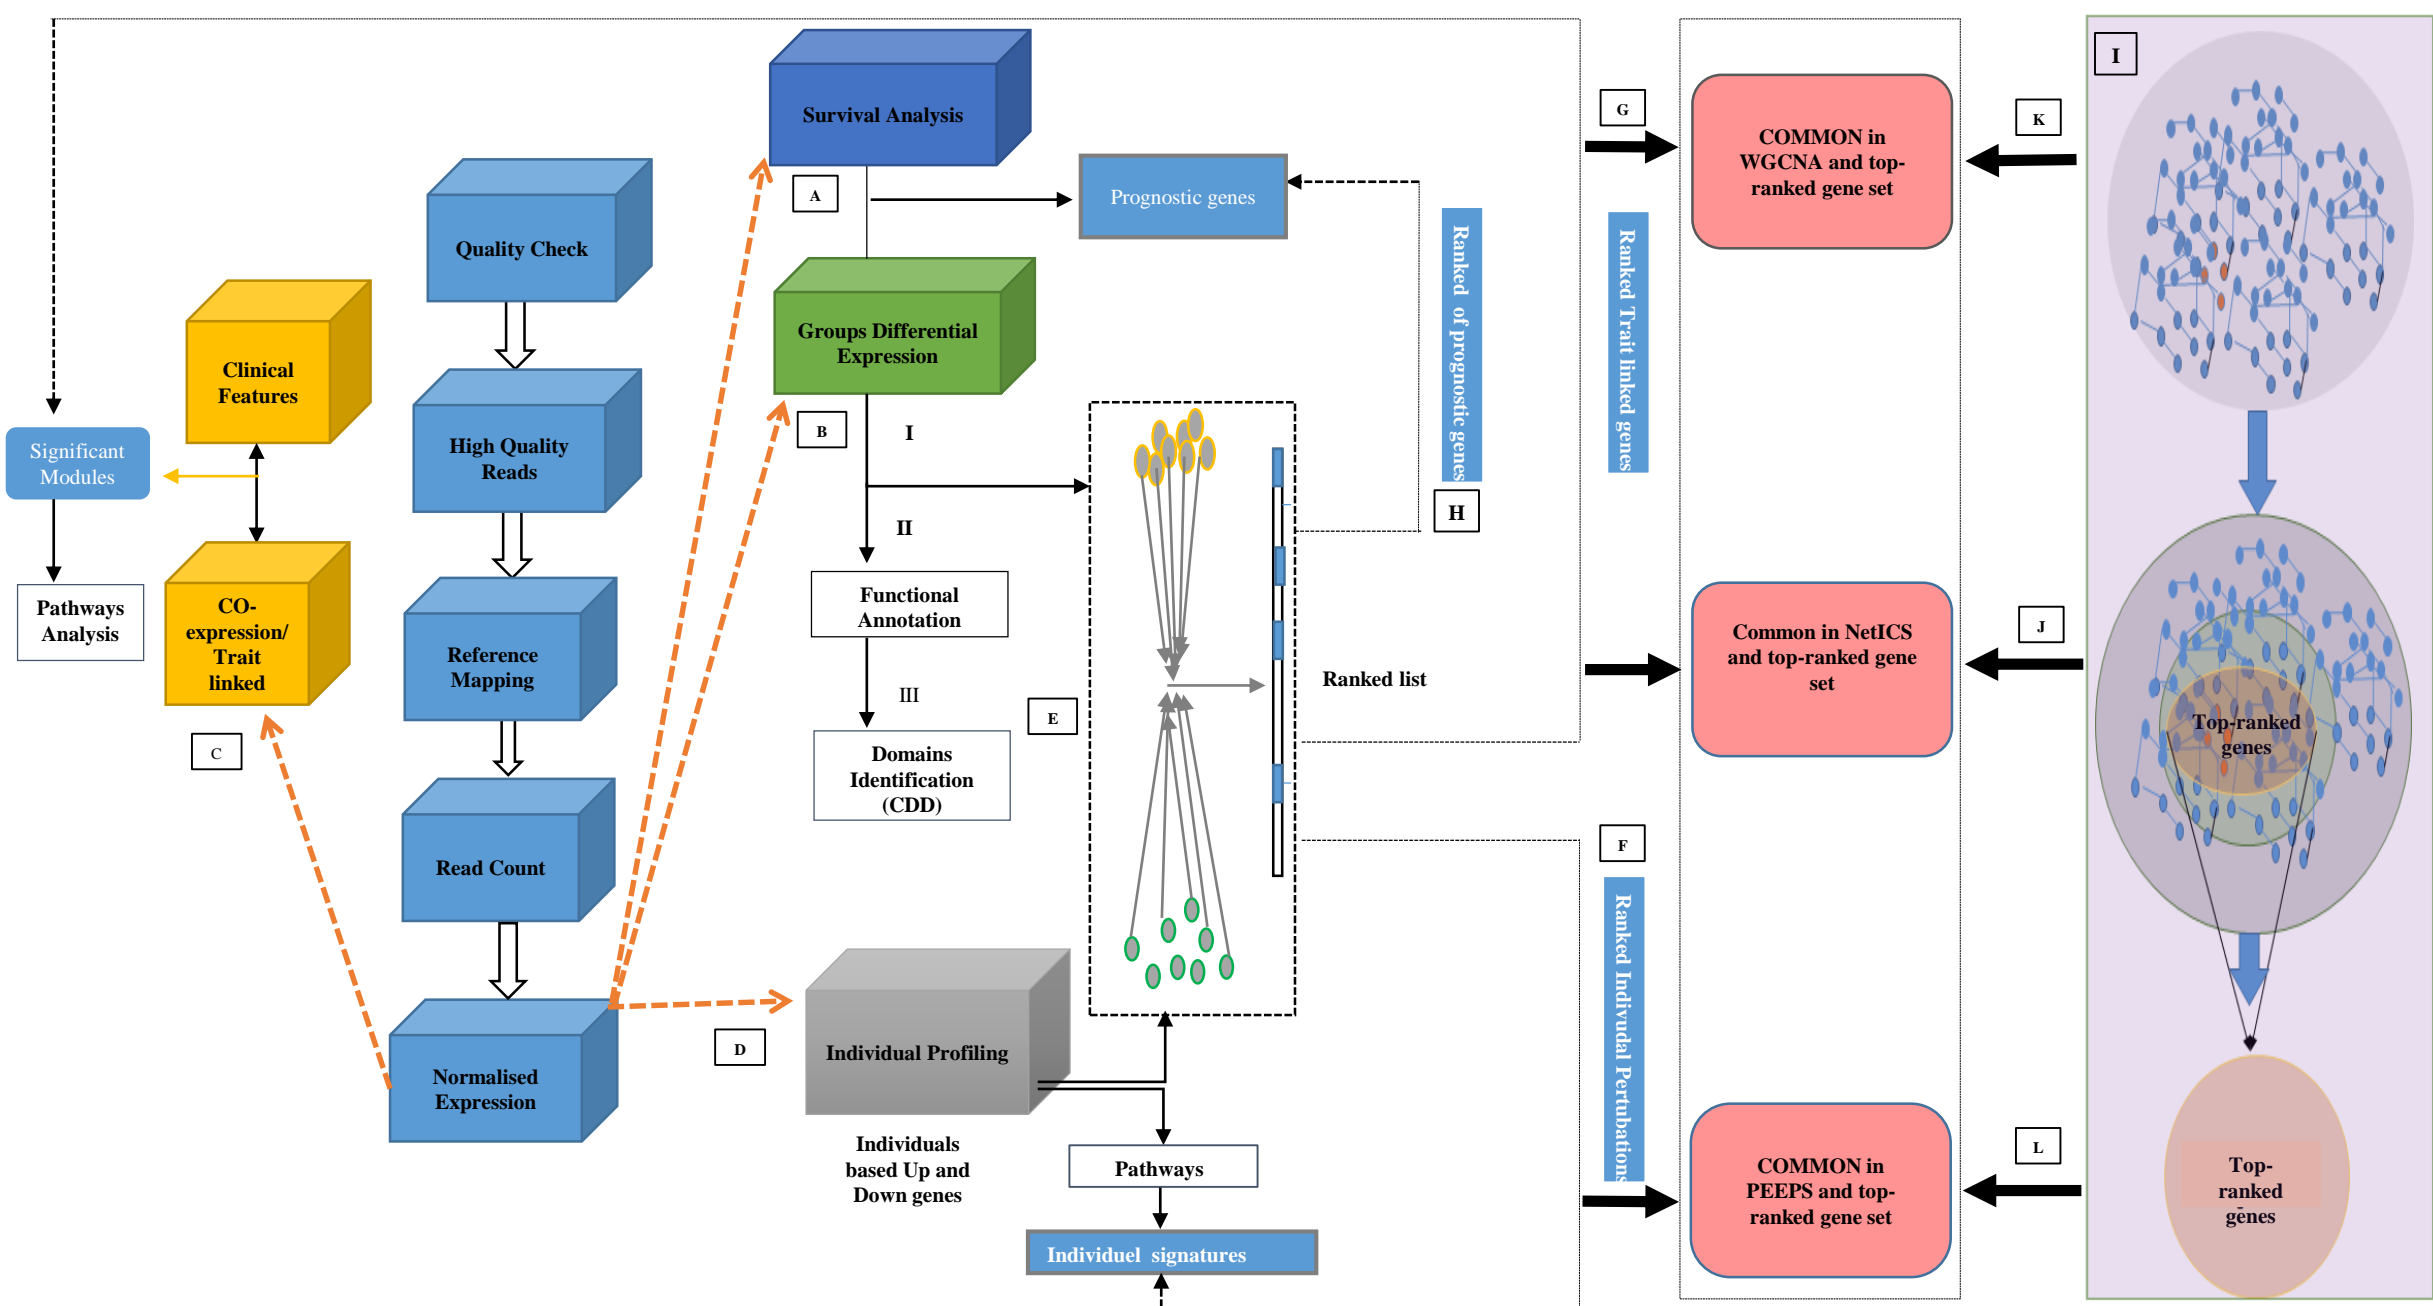 Survival Analysis
A
Prognostic genes
Quality Check
Groups Differential
Expression
B
I
II
Functional
Annotation
III
Domains
Identification
(CDD)
Clinical
Features
Significant
Modules
Pathways
Analysis
CO-
expression/
Trait
linked
C
High Quality
Reads
Reference
Mapping
Read Count
Normalised
Expression
D
Individual Profiling
Individuals
based Up and
Down genes
Pathways
Individuel signatures
E
Ranked list
H
Ranked of prognostic genes
G
Ranked Trait linked genes
F
Ranked Indivyudal Pertubations
COMMON in
WGCNA and top-
ranked gene set
Common in NetICS
and top-ranked gene
set
COMMON in
PEEPS and top-
ranked gene set
K
J
L
I
Top-ranked
genes
Top-
ranked
genes